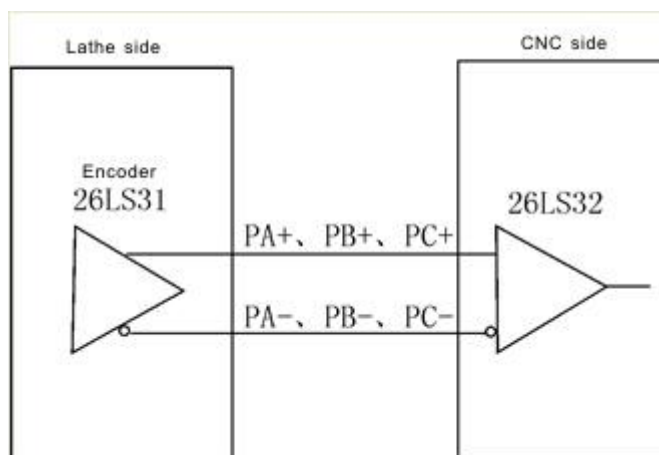 Lathe side
CNC side
Encoder
26LS31
26LS32
PA+、PB+、PC+
PA-、PB-、PC-